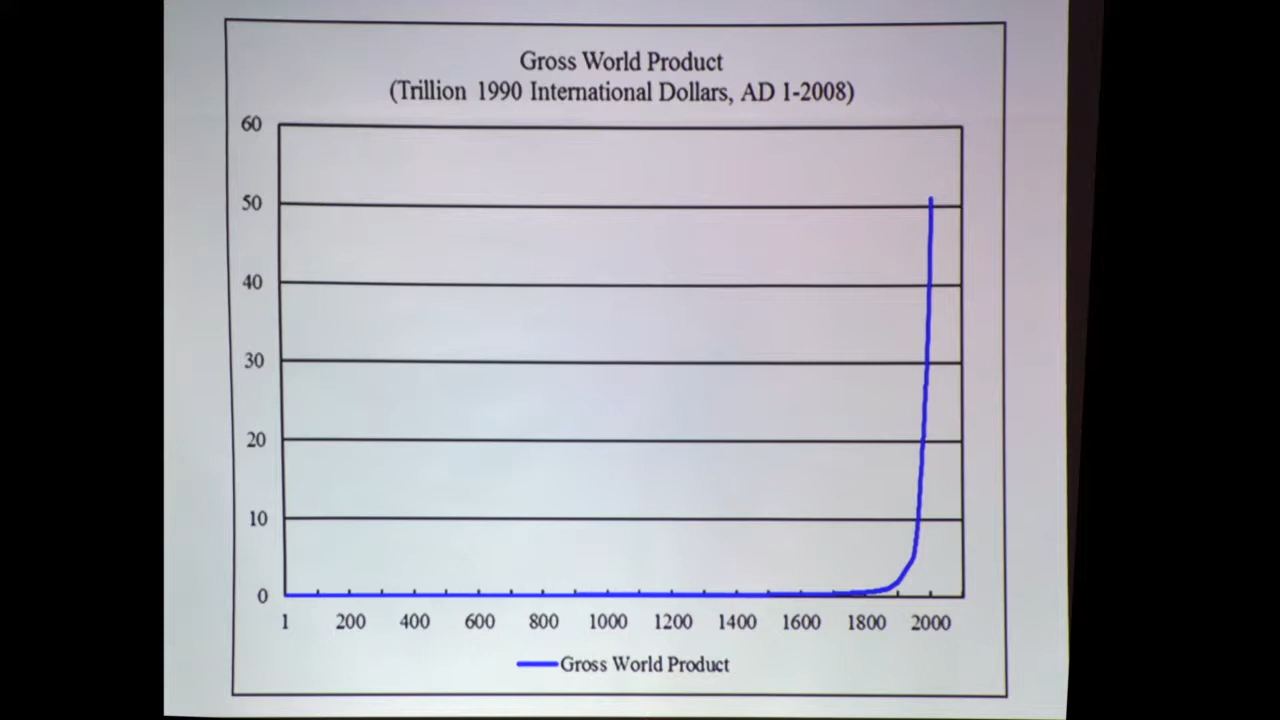 Gross World Product
(Trillion 1990 International Dollars, AD 1-2008)
60
50
40
30
20
10
0
1 200 400 600 800 1000 1200 1400 1600 1800 2000
Gross World Product